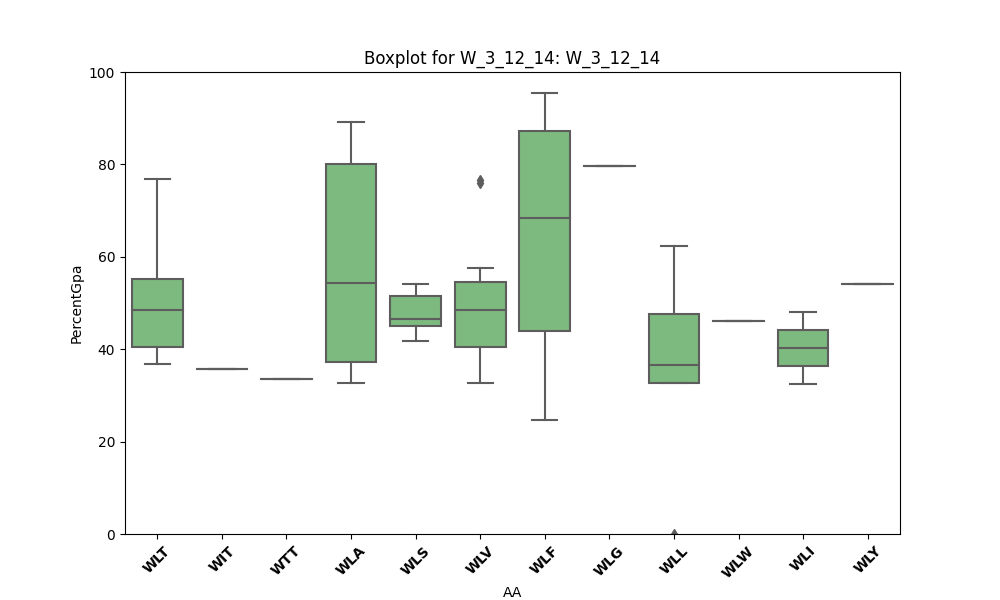 Boxplot for W_3_12_14: W_3_12_14
100
80
60
40
20
0
PercentGpa
WLT
WIT
WTT
WLA
WLS
WLV
WLF
WLG
WLL
WLW
WLI
WLY
AA